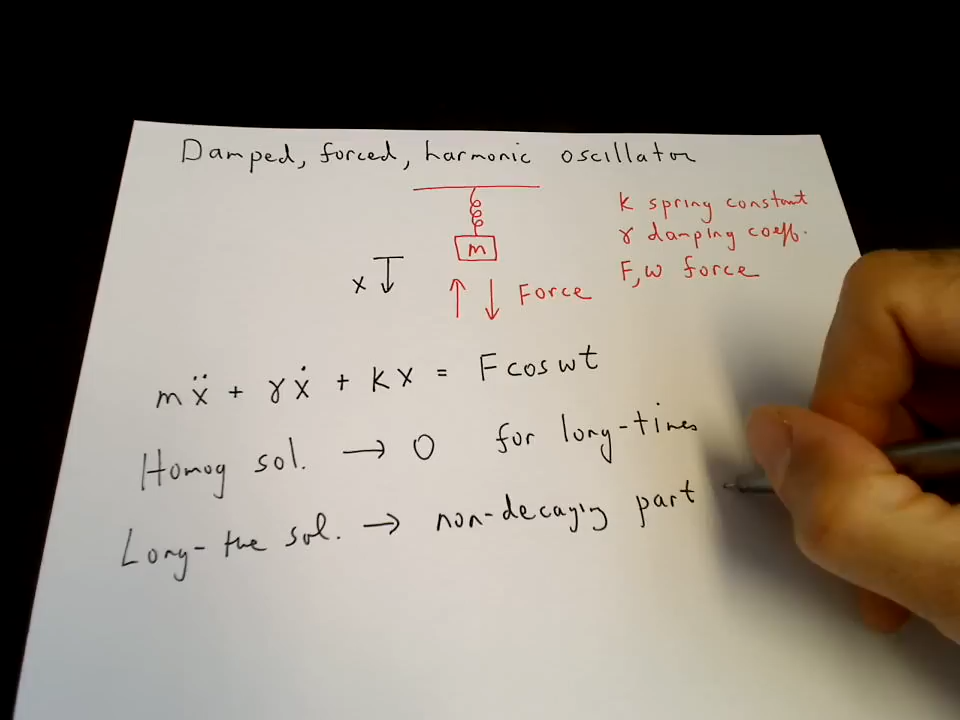 Damped, forced, harmonic oscillator
k spring constant
γ damping coeff.
F, w force
m
x
Force
mẍ + γẋ + kx = F cos wt
Homog sol. → 0 for long-times
Long-time sol. → non-decaying part